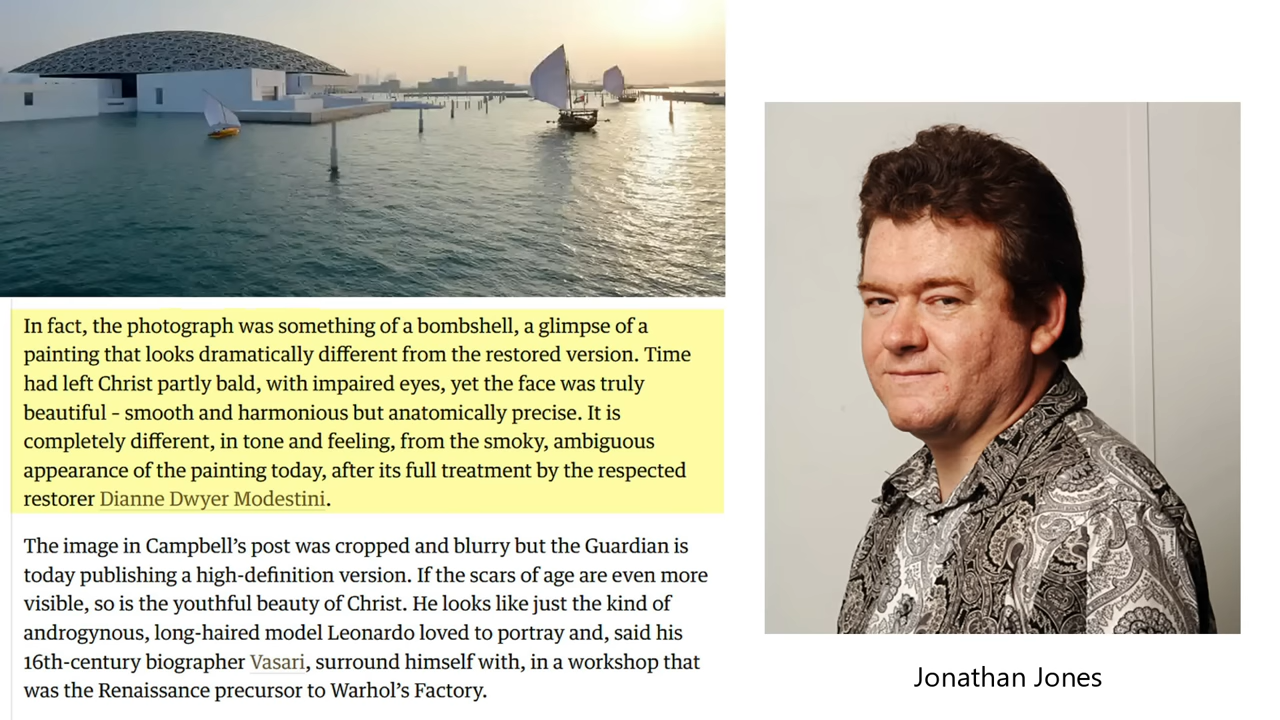 In fact, the photograph was something of a bombshell, a glimpse of a
painting that looks dramatically different from the restored version. Time
had left Christ partly bald, with impaired eyes, yet the face was truly
beautiful – smooth and harmonious but anatomically precise. It is
completely different, in tone and feeling, from the smoky, ambiguous
appearance of the painting today, after its full treatment by the respected
restorer Dianne Dwyer Modestini.
The image in Campbell’s post was cropped and blurry but the Guardian is
today publishing a high-definition version. If the scars of age are even more
visible, so is the youthful beauty of Christ. He looks like just the kind of
androgynous, long-haired model Leonardo loved to portray and, said his
16th-century biographer Vasari, surround himself with, in a workshop that
was the Renaissance precursor to Warhol’s Factory.
Jonathan Jones